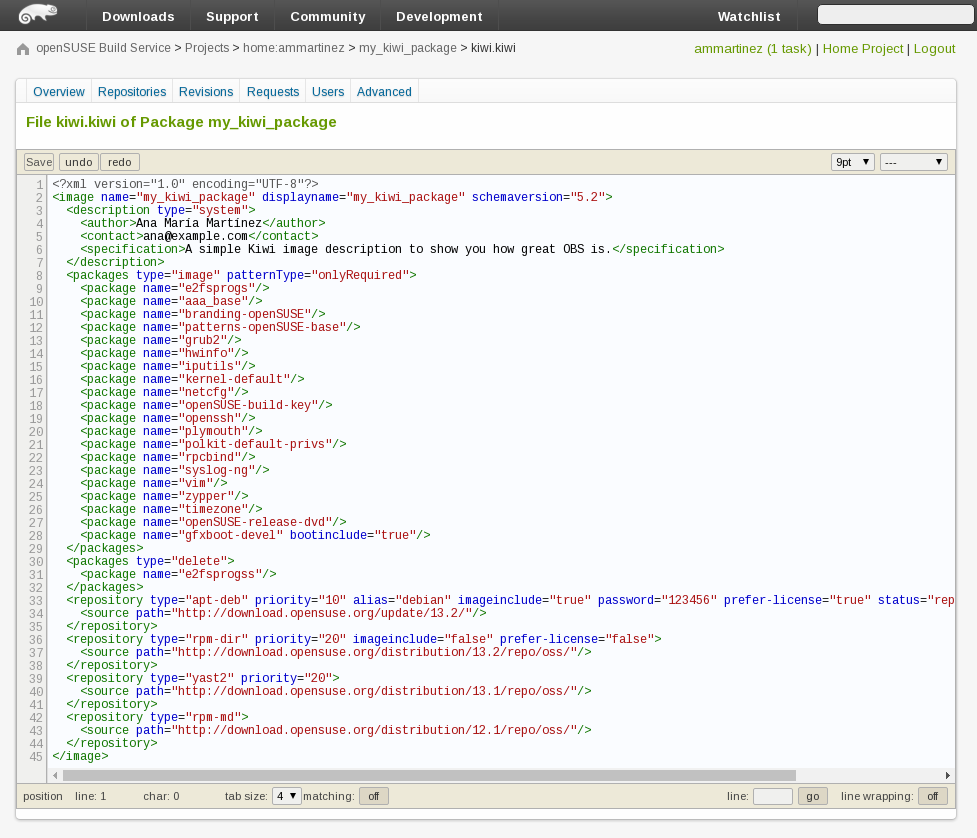 Downloads Support Community Development Watchlist
openSUSE Build Service > Projects > home:ammartinez > my_kiwi_package > kiwi.kiwi ammartinez (1 task) | Home Project | Logout
Overview Repositories Revisions Requests Users Advanced
File kiwi.kiwi of Package my_kiwi_package
Save undo redo 9pt ---
1 <?xml version="1.0" encoding="UTF-8"?>
2 <image name="my_kiwi_package" displayname="my_kiwi_package" schemaversion="5.2">
3 <description type="system">
4 <author>Ana María Martínez</author>
5 <contact>ana@example.com</contact>
6 <specification>A simple Kiwi image description to show you how great OBS is.</specification>
7 </description>
8 <packages type="image" patternType="onlyRequired">
9 <package name="e2fsprogs"/>
10 <package name="aaa_base"/>
11 <package name="branding-openSUSE"/>
12 <package name="patterns-openSUSE-base"/>
13 <package name="grub2"/>
14 <package name="hwinfo"/>
15 <package name="iputils"/>
16 <package name="kernel-default"/>
17 <package name="netcfg"/>
18 <package name="openSUSE-build-key"/>
19 <package name="openssh"/>
20 <package name="plymouth"/>
21 <package name="polkit-default-privs"/>
22 <package name="rpcbind"/>
23 <package name="syslog-ng"/>
24 <package name="vim"/>
25 <package name="zypper"/>
26 <package name="timezone"/>
27 <package name="openSUSE-release-dvd"/>
28 <package name="gfxboot-devel" bootinclude="true"/>
29 </packages>
30 <packages type="delete">
31 <package name="e2fsprogss"/>
32 </packages>
33 <repository type="apt-deb" priority="10" alias="debian" imageinclude="true" password="123456" prefer-license="true" status="rep
34 <source path="http://download.opensuse.org/update/13.2/"/>
35 </repository>
36 <repository type="rpm-dir" priority="20" imageinclude="false" prefer-license="false">
37 <source path="http://download.opensuse.org/distribution/13.2/repo/oss/"/>
38 </repository>
39 <repository type="yast2" priority="20">
40 <source path="http://download.opensuse.org/distribution/13.1/repo/oss/"/>
41 </repository>
42 <repository type="rpm-md">
43 <source path="http://download.opensuse.org/distribution/12.1/repo/oss/"/>
44 </repository>
45 </image>
position line: 1 char: 0 tab size: 4 matching: off line: go line wrapping: off